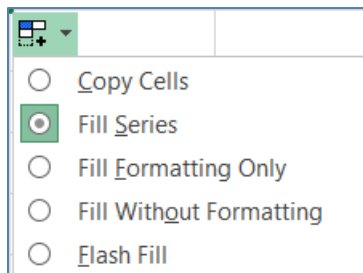 Copy Cells
Fill Series
Fill Formatting Only
Fill Without Formatting
Flash Fill